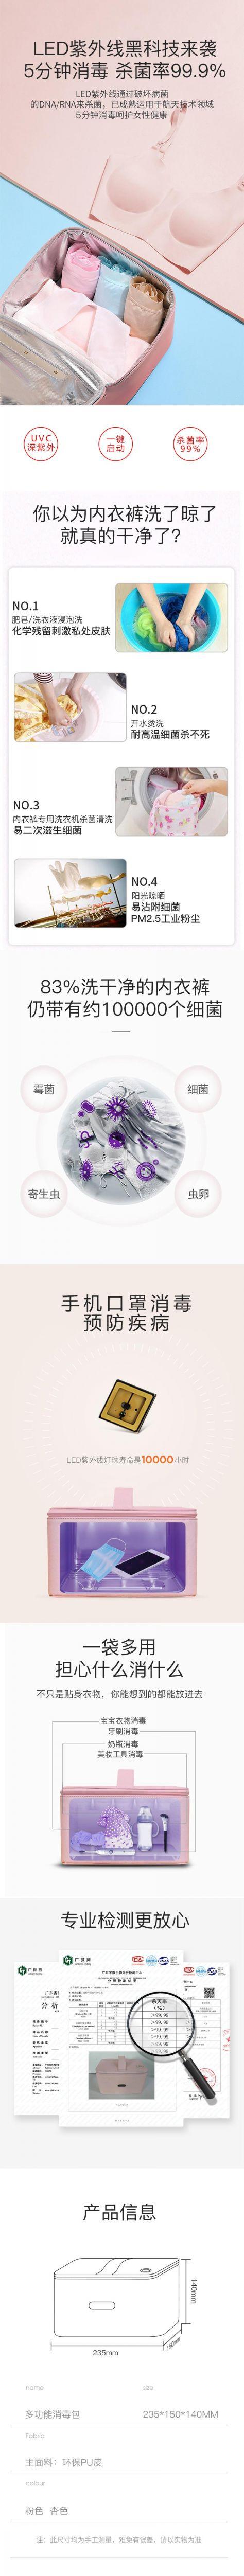 LED紫外线黑科技来袭
5分钟消毒 杀菌率99.9%
LED紫外线通过破坏病菌
的DNA/RNA来杀菌，已成熟运用于航天技术领域
5分钟消毒呵护女性健康
UVC
深紫外
一键
启动
杀菌率
99%
你以为内衣裤洗了晾了
就真的干净了?
NO.1
肥皂/洗衣液浸泡洗
化学残留刺激私处皮肤
NO.2
开水烫洗
耐高温细菌杀不死
NO.3
内衣裤专用洗衣机杀菌清洗
易二次滋生细菌
NO.4
阳光晾晒
易沾附细菌
PM2.5工业粉尘
83%洗干净的内衣裤
仍带有约100000个细菌
霉菌
细菌
寄生虫
虫卵
手机口罩消毒
预防疾病
LED紫外线灯珠寿命是10000小时
一袋多用
担心什么消什么
不只是贴身衣物，你能想到的都能放进去
宝宝衣物消毒
牙刷消毒
奶瓶消毒
美妆工具消毒
专业检测更放心
杀灭率
(%)
>99.99
>99.99
>99.99
>99.99
产品信息
140mm
235mm
150mm
name
size
多功能消毒包
235*150*140MM
Fabric
主面料：环保PU皮
colour
粉色 杏色
注：此尺寸均为手工测量，难免有误差，请以实物为准